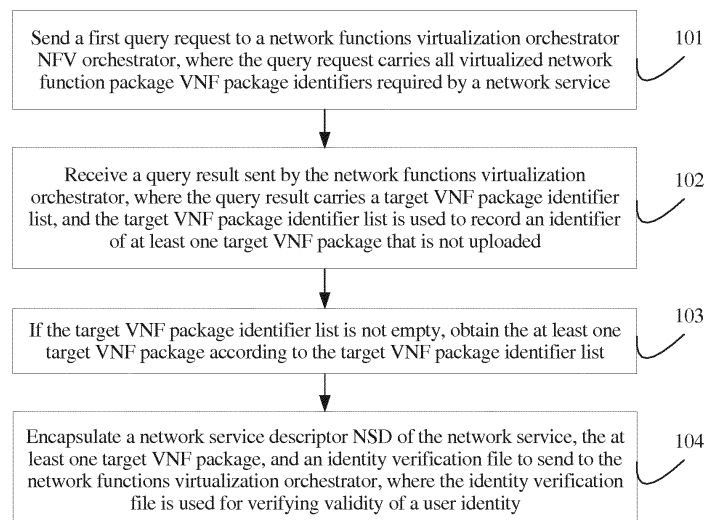 Send a first query request to a network functions virtualization orchestrator
NFV orchestrator, where the query request carries all virtualized network
function package VNF package identifiers required by a network service
101
Receive a query result sent by the network functions virtualization
orchestrator, where the query result carries a target VNF package identifier
list, and the target VNF package identifier list is used to record an identifier
of at least one target VNF package that is not uploaded
102
If the target VNF package identifier list is not empty, obtain the at least one
target VNF package according to the target VNF package identifier list
103
Encapsulate a network service descriptor NSD of the network service, the at
least one target VNF package, and an identity verification file to send to the
network functions virtualization orchestrator, where the identity verification
file is used for verifying validity of a user identity
104